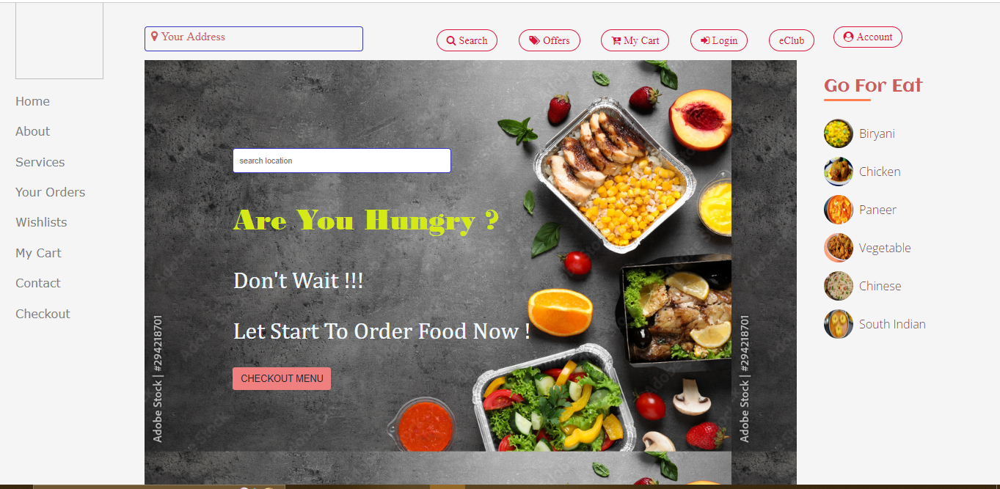 Your Address
Search
Offers
My Cart
Login
eClub
Account
Home
About
Services
Your Orders
Wishlists
My Cart
Contact
Checkout
search location
Are You Hungry ?
Don't Wait !!!
Let Start To Order Food Now !
CHECKOUT MENU
Adobe Stock | #294218701
Adobe Stock | #294218701
Go For Eat
Biryani
Chicken
Paneer
Vegetable
Chinese
South Indian